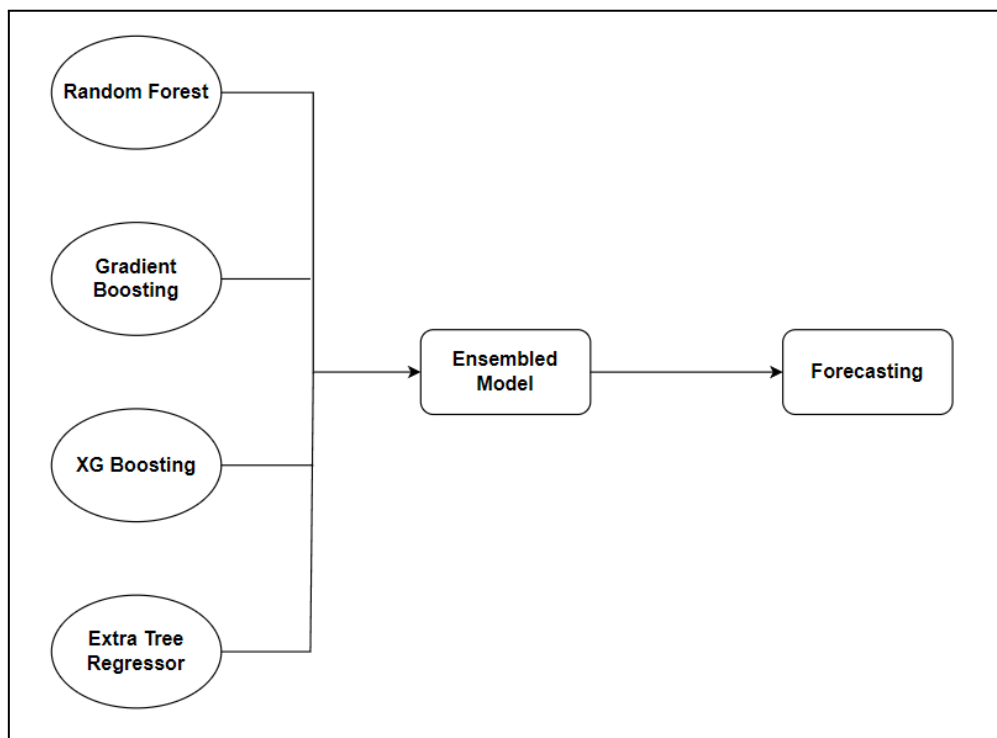 Random Forest
Gradient
Boosting
XG Boosting
Extra Tree
Regressor
Ensembled
Model
Forecasting